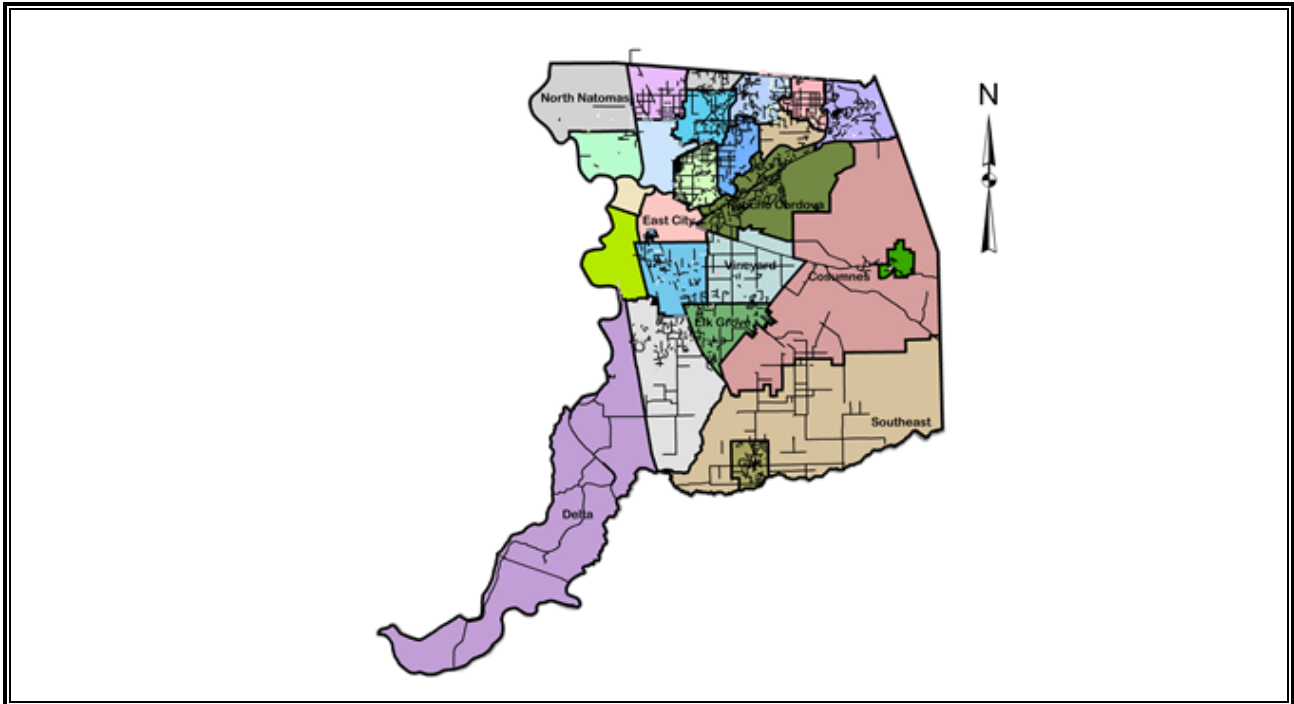 N
North Natomas
Rancho Cordova
East City
Vineyard
Cosumnes
Elk Grove
Southeast
Delta